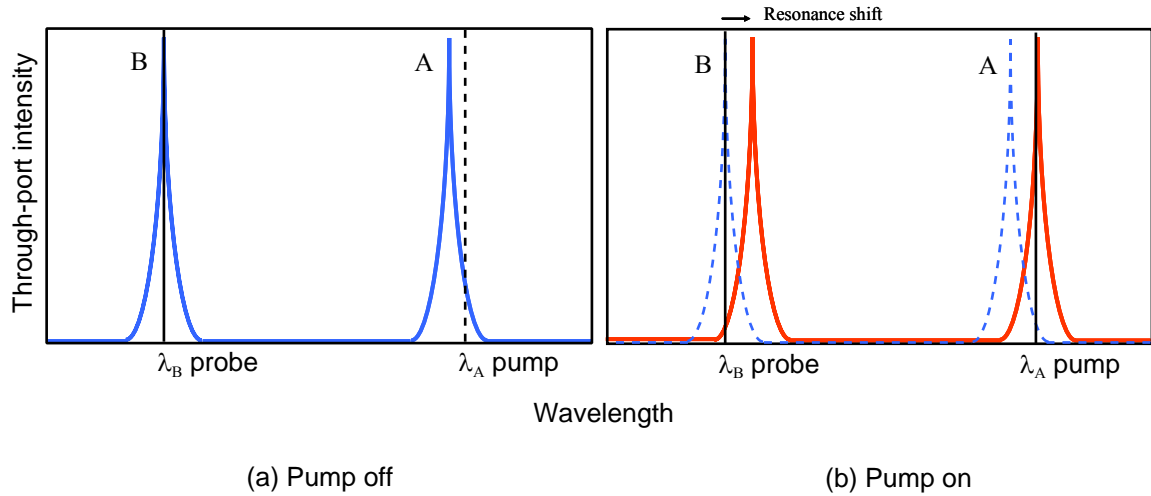 Resonance shift
Through-port intensity
B
A
B
A
λB probe
λA pump
λB probe
λA pump
Wavelength
(a) Pump off
(b) Pump on